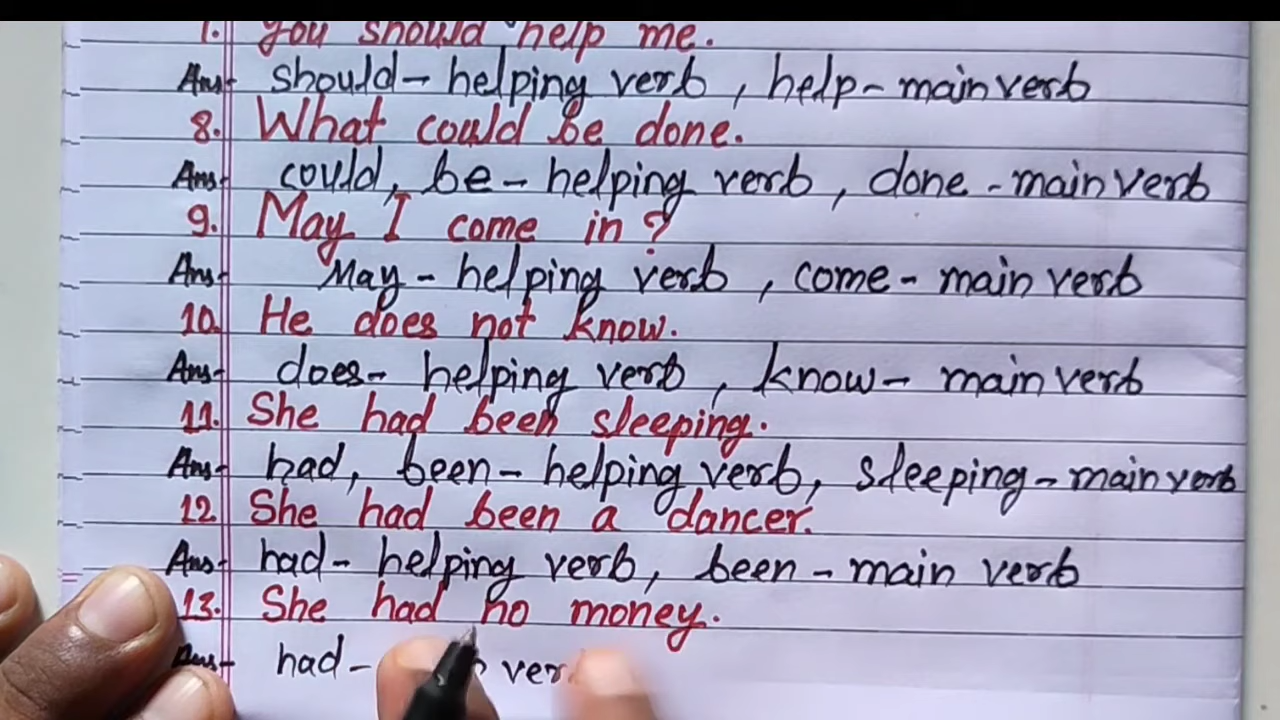 7. You should help me.
Ans- should- helping verb, help- main verb
8. What could be done.
Ans- could, be- helping verb, done - main verb
9. May I come in?
Ans- May - helping verb, come - main verb
10. He does not know.
Ans- does- helping verb, know- main verb
11. She had been sleeping.
Ans- had, been- helping verb, sleeping- main verb
12. She had been a dancer.
Ans- had- helping verb, been - main verb
13. She had no money.
Ans- had-